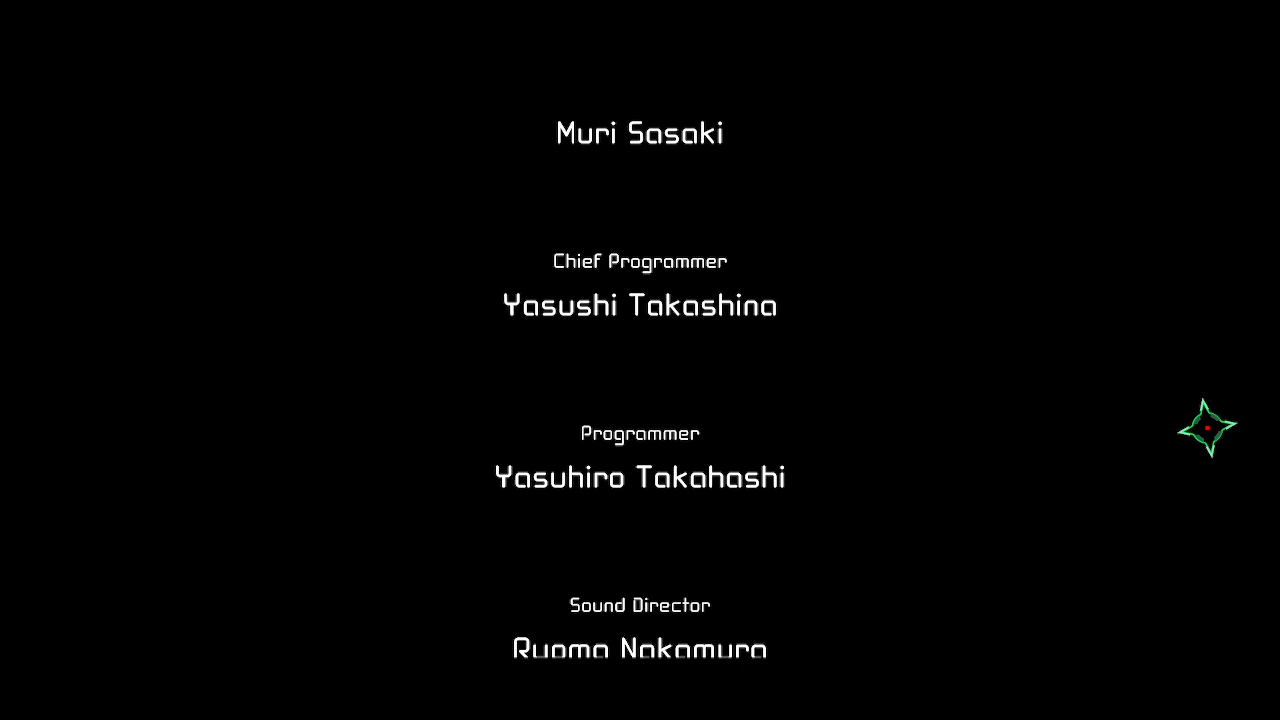 Muri Sasaki
Chief Programmer
Yasushi Takashina
Programmer
Yasuhiro Takahashi
Sound Director
Ryoma Nakamura